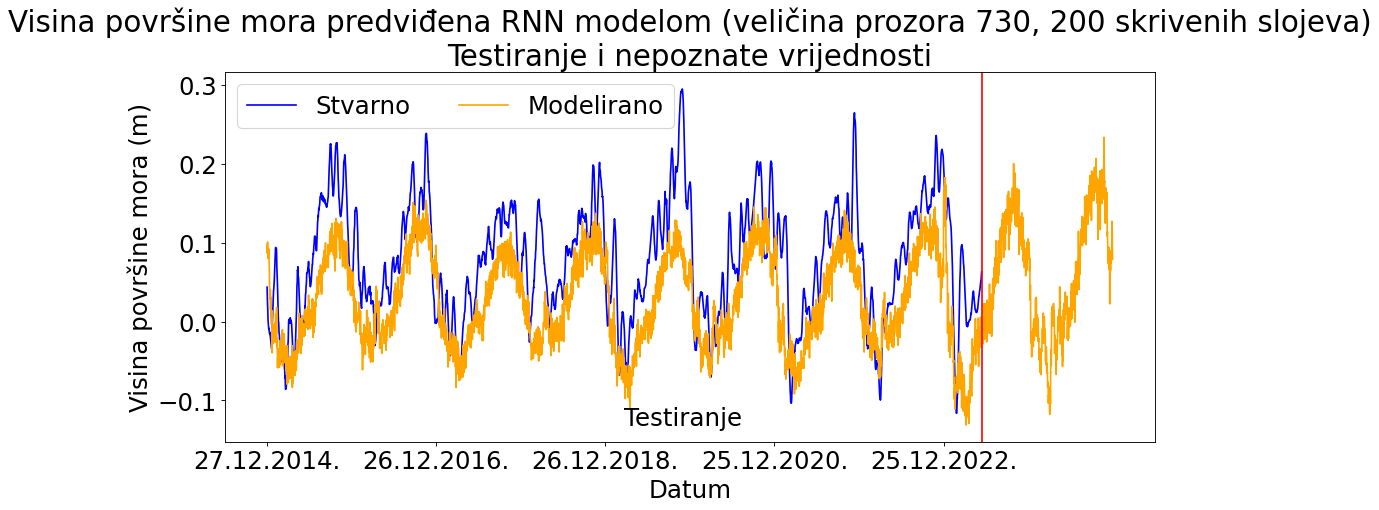 Visina površine mora predviđena RNN modelom (veličina prozora 730, 200 skrivenih slojeva)
Testiranje i nepoznate vrijednosti
Stvarno Modelirano
Visina površine mora (m)
0.3
0.2
0.1
0.0
−0.1
Testiranje
27.12.2014. 26.12.2016. 26.12.2018. 25.12.2020. 25.12.2022.
Datum